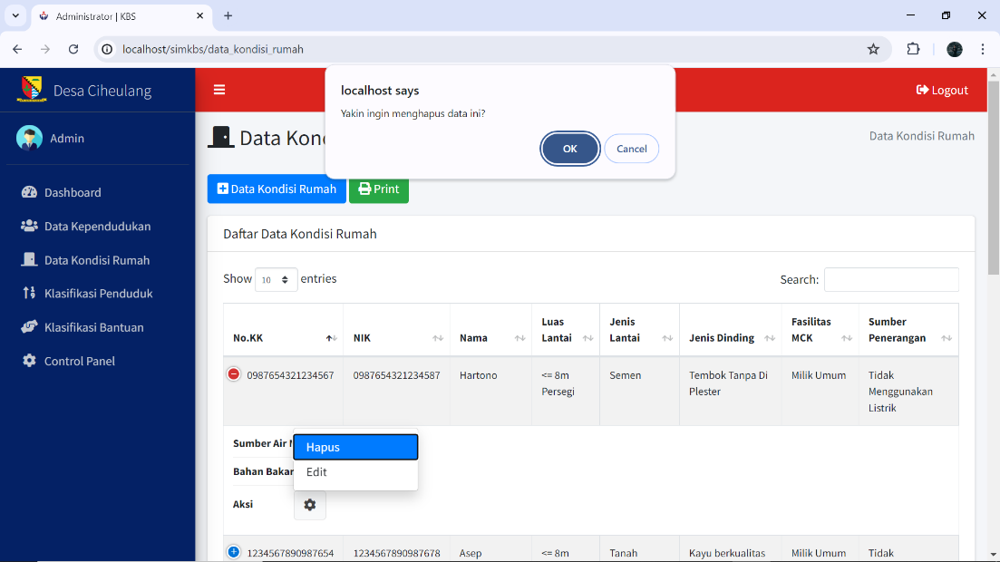 Administrator | KBS
localhost/simkbs/data_kondisi_rumah
Desa Ciheulang
Logout
localhost says
Yakin ingin menghapus data ini?
OK
Cancel
Admin
Data Kon
Data Kondisi Rumah
Data Kondisi Rumah
Print
Dashboard
Data Kependudukan
Data Kondisi Rumah
Klasifikasi Penduduk
Klasifikasi Bantuan
Control Panel
Daftar Data Kondisi Rumah
Show 10 entries
Search:
No.KK
NIK
Nama
Luas
Lantai
Jenis
Lantai
Jenis Dinding
Fasilitas
MCK
Sumber
Penerangan
0987654321234567
0987654321234587
Hartono
<= 8m
Persegi
Semen
Tembok Tanpa Di
Plester
Milik Umum
Tidak
Menggunakan
Listrik
Sumber Air
Hapus
Bahan Bakar
Edit
Aksi
1234567890987654
1234567890987678
Asep
<= 8m
Tanah
Kayu berkualitas
Milik Umum
Tidak